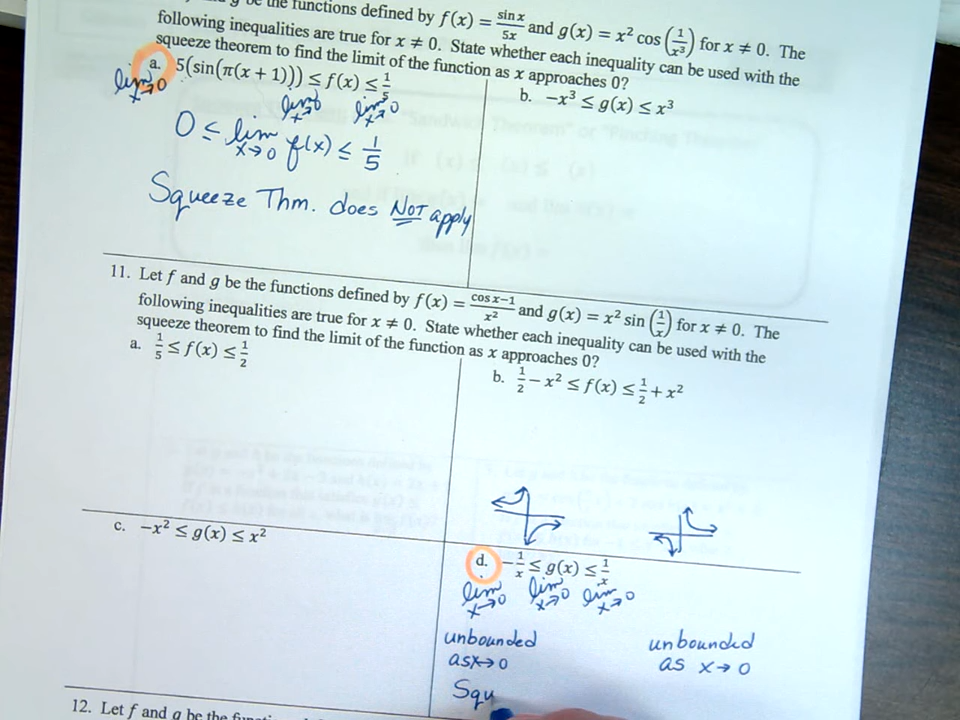 g be the functions defined by f(x) = sin x / 5x and g(x) = x² cos (1/x³) for x ≠ 0. The
following inequalities are true for x ≠ 0. State whether each inequality can be used with the
squeeze theorem to find the limit of the function as x approaches 0?
a. 5(sin(π(x + 1))) ≤ f(x) ≤ 1/5
lim x→0 lim x→0 lim x→0
0 ≤ lim x→0 f(x) ≤ 1/5
Squeeze Thm. does NOT apply
b. −x³ ≤ g(x) ≤ x³
11. Let f and g be the functions defined by f(x) = cos x−1 / x² and g(x) = x² sin (1/x) for x ≠ 0. The
following inequalities are true for x ≠ 0. State whether each inequality can be used with the
squeeze theorem to find the limit of the function as x approaches 0?
a. 1/5 ≤ f(x) ≤ 1/2
b. 1/2 − x² ≤ f(x) ≤ 1/2 + x²
c. −x² ≤ g(x) ≤ x²
d. −1/x ≤ g(x) ≤ 1/x
lim x→0 lim x→0 lim x→0
unbounded unbounded
as x→0 as x→0
Squ
12. Let f and g be the